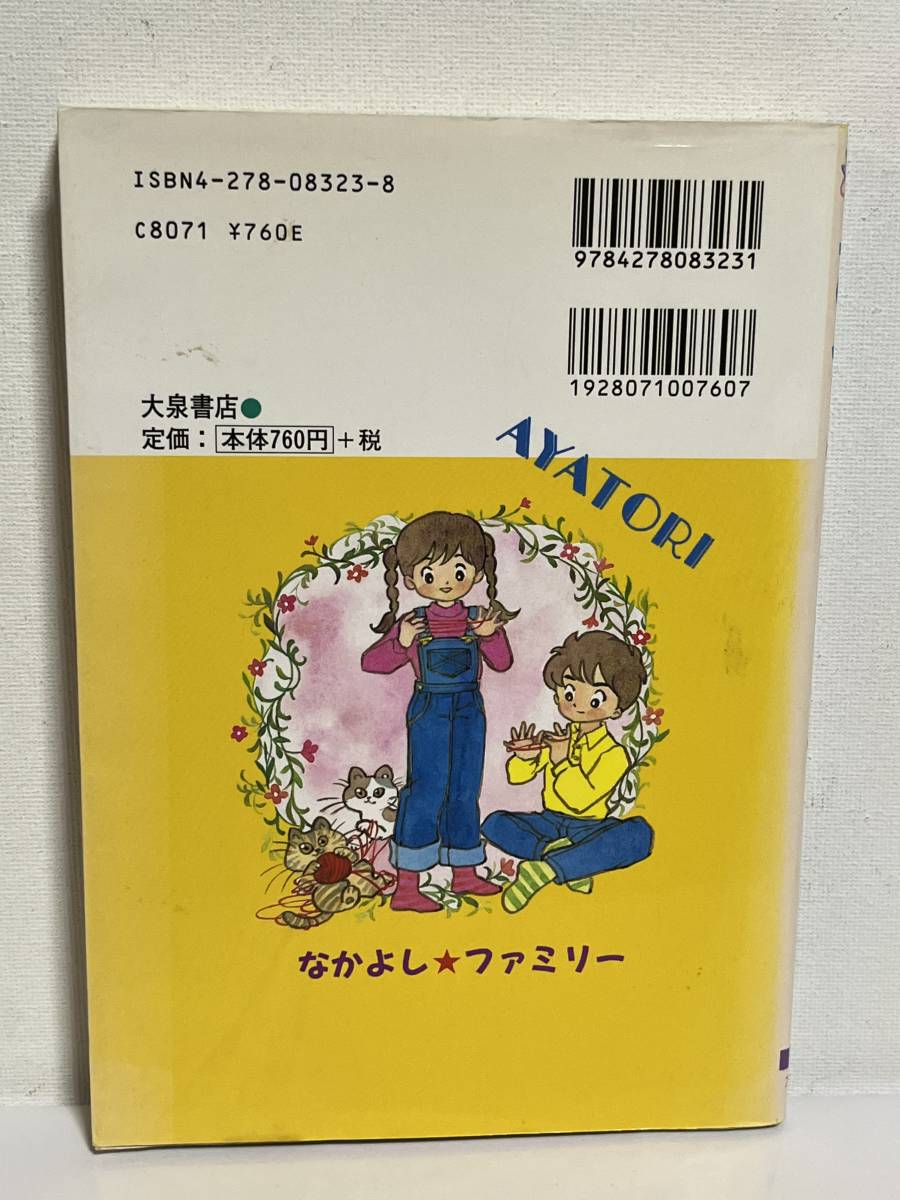 ISBN4-278-08323-8
C8071 ¥760E
9784278083231
1928071007607
大泉書店●
定価：本体760円+税
AYATORI
なかよし★ファミリー